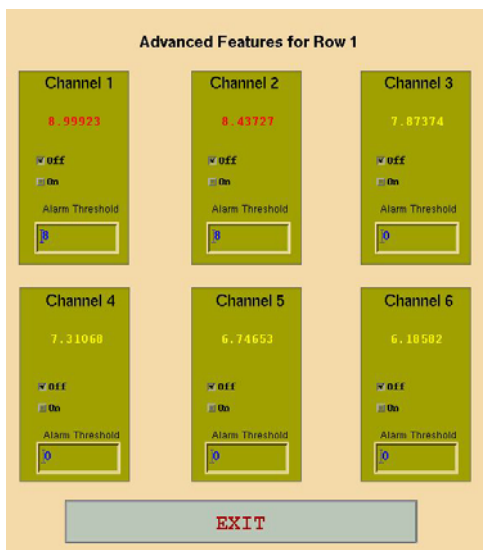 Advanced Features for Row 1
Channel 1
8.99923
Off
On
Alarm Threshold
8
Channel 2
8.43727
Off
On
Alarm Threshold
8
Channel 3
7.87374
Off
On
Alarm Threshold
0
Channel 4
7.31068
Off
On
Alarm Threshold
0
Channel 5
6.74653
Off
On
Alarm Threshold
0
Channel 6
6.18582
Off
On
Alarm Threshold
0
EXIT